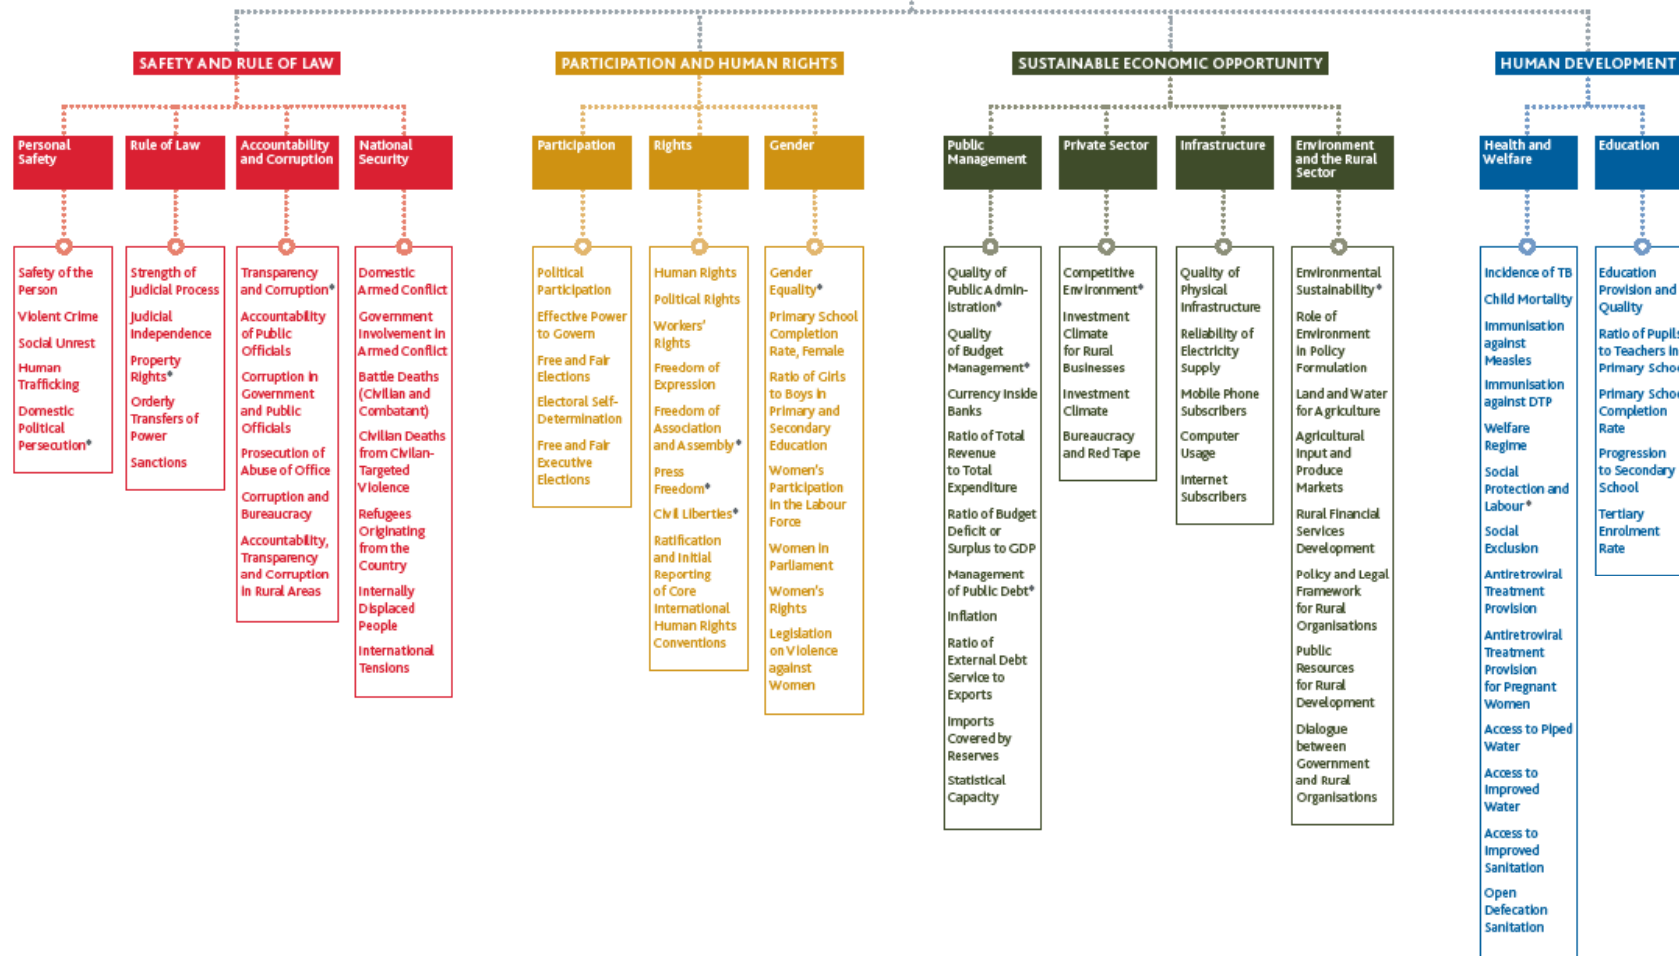 SAFETY AND RULE OF LAW
Personal
Safety
Safety of the
Person
Violent Crime
Social Unrest
Human
Trafficking
Domestic
Political
Persecution*
Rule of Law
Strength of
Judicial Process
Judicial
Independence
Property
Rights*
Orderly
Transfers of
Power
Sanctions
Accountability
and Corruption
Transparency
and Corruption*
Accountability
of Public
Officials
Corruption in
Government
and Public
Officials
Prosecution of
Abuse of Office
Corruption and
Bureaucracy
Accountability,
Transparency
and Corruption
in Rural Areas
National
Security
Domestic
Armed Conflict
Government
Involvement in
Armed Conflict
Battle Deaths
(Civilian and
Combatant)
Civilian Deaths
from Civilan-
Targeted
Violence
Refugees
Originating
from the
Country
Internally
Displaced
People
International
Tensions
PARTICIPATION AND HUMAN RIGHTS
Participation
Political
Participation
Effective Power
to Govern
Free and Fair
Elections
Electoral Self-
Determination
Free and Fair
Executive
Elections
Rights
Human Rights
Political Rights
Workers'
Rights
Freedom of
Expression
Freedom of
Association
and Assembly*
Press
Freedom*
Civil Liberties*
Ratification
and Initial
Reporting
of Core
International
Human Rights
Conventions
Gender
Gender
Equality*
Primary School
Completion
Rate, Female
Ratio of Girls
to Boys in
Primary and
Secondary
Education
Women's
Participation
in the Labour
Force
Women in
Parliament
Women's
Rights
Legislation
on Violence
against
Women
SUSTAINABLE ECONOMIC OPPORTUNITY
Public
Management
Quality of
Public Admin-
istration*
Quality
of Budget
Management*
Currency Inside
Banks
Ratio of Total
Revenue
to Total
Expenditure
Ratio of Budget
Deficit or
Surplus to GDP
Management
of Public Debt*
Inflation
Ratio of
External Debt
Service to
Exports
Imports
Covered by
Reserves
Statistical
Capacity
Private Sector
Competitive
Environment*
Investment
Climate
for Rural
Businesses
Investment
Climate
Bureaucracy
and Red Tape
Infrastructure
Quality of
Physical
Infrastructure
Reliability of
Electricity
Supply
Mobile Phone
Subscribers
Computer
Usage
Internet
Subscribers
Environment
and the Rural
Sector
Environmental
Sustainability*
Role of
Environment
in Policy
Formulation
Land and Water
for Agriculture
Agricultural
Input and
Produce
Markets
Rural Financial
Services
Development
Policy and Legal
Framework
for Rural
Organisations
Public
Resources
for Rural
Development
Dialogue
between
Government
and Rural
Organisations
HUMAN DEVELOPMENT
Health and
Welfare
Incidence of TB
Child Mortality
Immunisation
against
Measles
Immunisation
against DTP
Welfare
Regime
Social
Protection and
Labour*
Social
Exclusion
Antiretroviral
Treatment
Provision
Antiretroviral
Treatment
Provision
for Pregnant
Women
Access to Piped
Water
Access to
Improved
Water
Access to
Improved
Sanitation
Open
Defecation
Sanitation
Education
Education
Provision and
Quality
Ratio of Pupils
to Teachers in
Primary Schoo
Primary Schoo
Completion
Rate
Progression
to Secondary
School
Tertiary
Enrolment
Rate